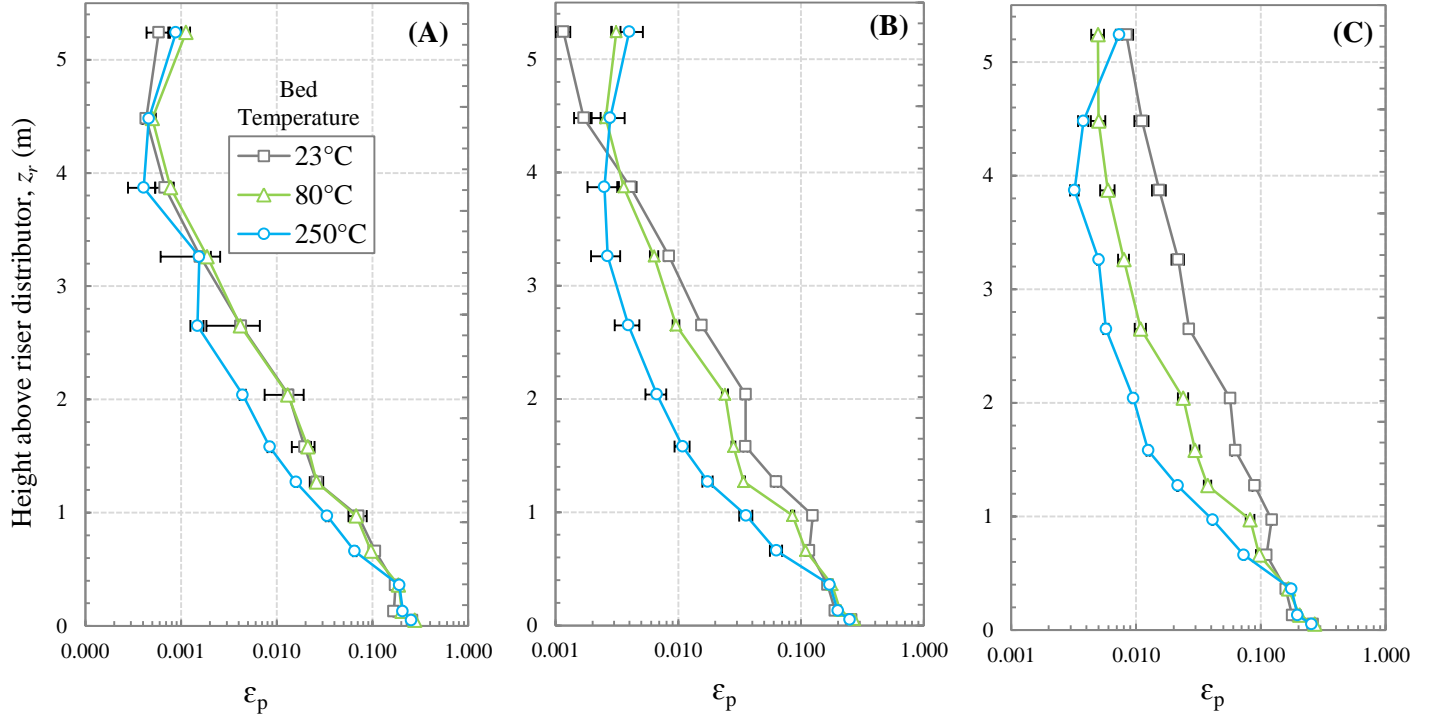 (A)
(B)
(C)
Height above riser distributor, z_r (m)
5
4
3
2
1
0
Bed
Temperature
23°C
80°C
250°C
0.000
0.001
0.010
0.100
1.000
ε_p
5
4
3
2
1
0
0.001
0.010
0.100
1.000
ε_p
5
4
3
2
1
0
0.001
0.010
0.100
1.000
ε_p